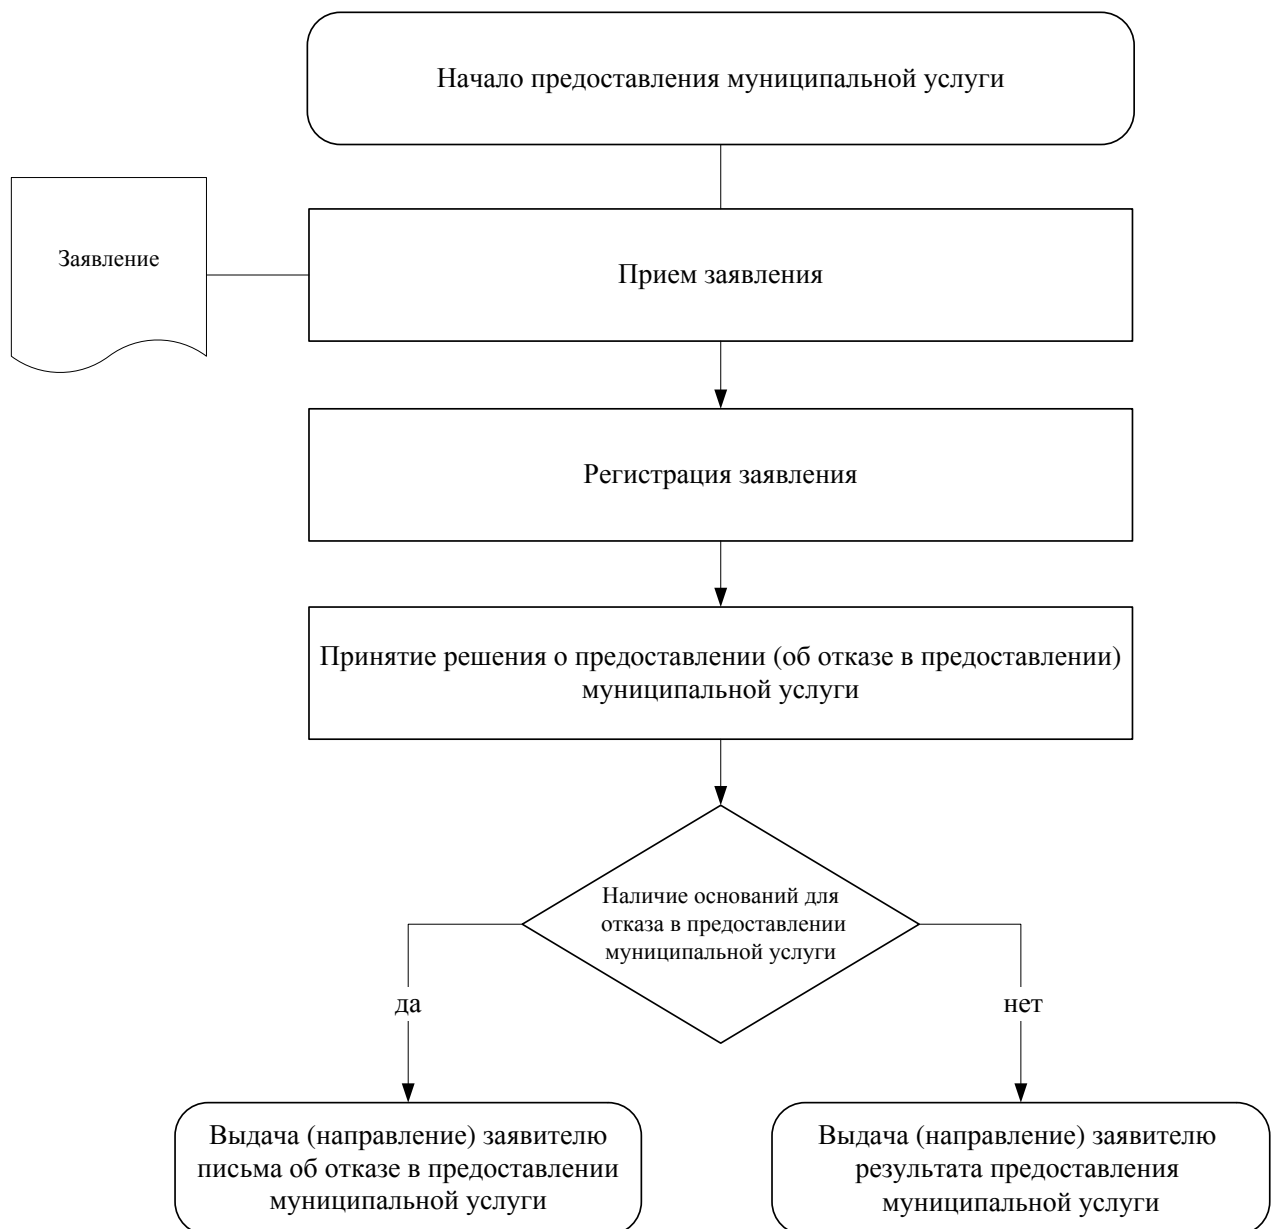 Начало предоставления муниципальной услуги
Заявление
Прием заявления
Регистрация заявления
Принятие решения о предоставлении (об отказе в предоставлении)
муниципальной услуги
Наличие оснований для
отказа в предоставлении
муниципальной услуги
да
нет
Выдача (направление) заявителю
письма об отказе в предоставлении
муниципальной услуги
Выдача (направление) заявителю
результата предоставления
муниципальной услуги